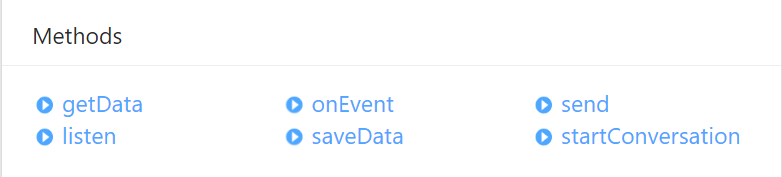 Methods
getData onEvent send
listen saveData startConversation